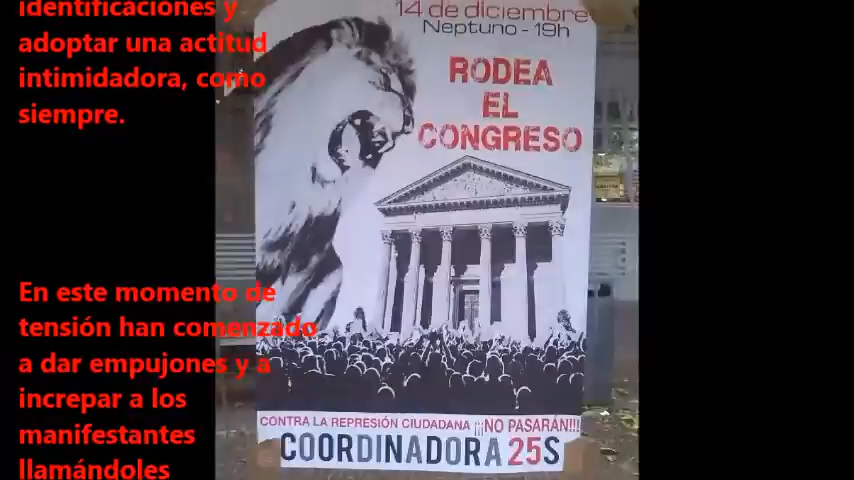 identificaciones y
adoptar una actitud
intimidadora, como
siempre.
En este momento de
tensión han comenzado
a dar empujones y a
increpar a los
manifestantes
llamándoles
14 de diciembre
Neptuno - 19h
RODEA
EL
CONGRESO
CONTRA LA REPRESIÓN CIUDADANA ¡¡¡NO PASARÁN!!!
COORDINADORA 25S